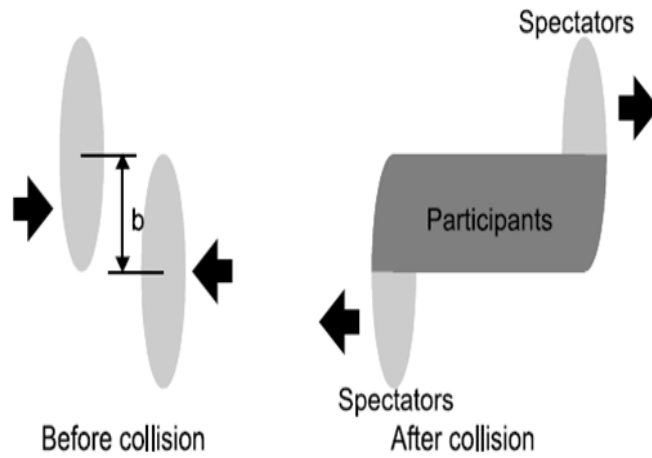 Spectators
b
Participants
Spectators
Before collision
After collision